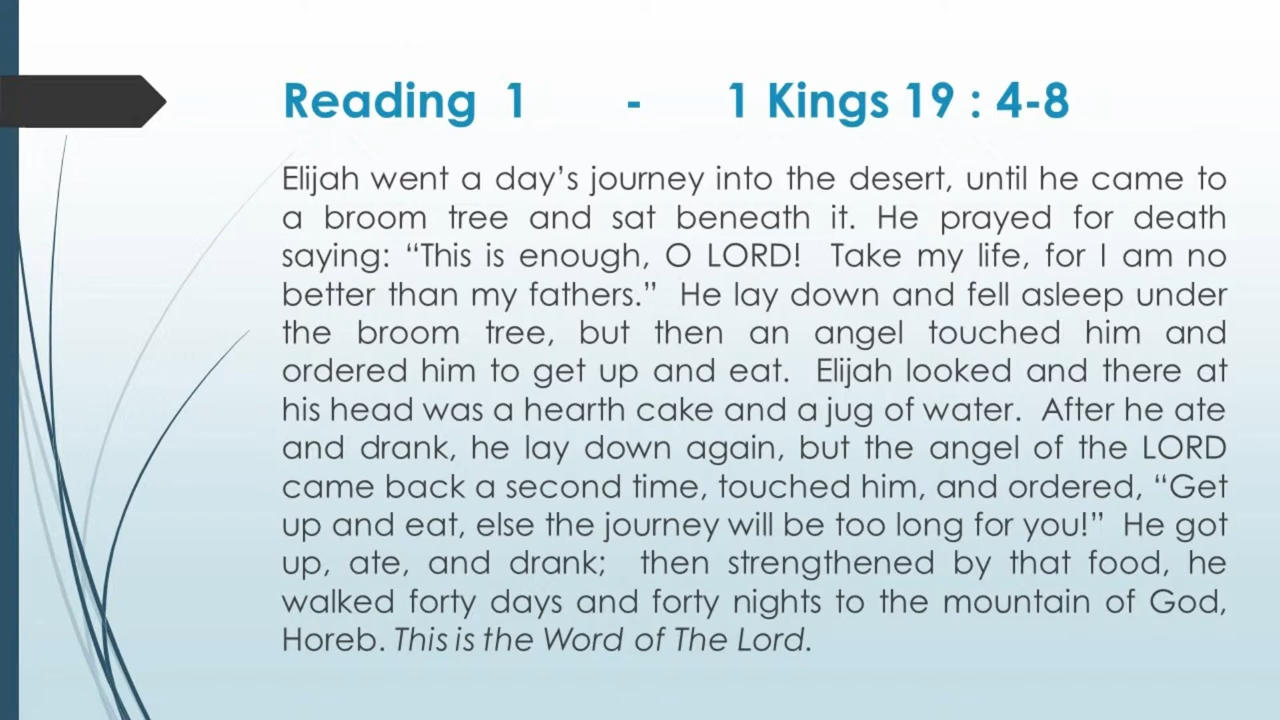 Reading 1 - 1 Kings 19 : 4-8
Elijah went a day’s journey into the desert, until he came to
a broom tree and sat beneath it. He prayed for death
saying: “This is enough, O LORD! Take my life, for I am no
better than my fathers.” He lay down and fell asleep under
the broom tree, but then an angel touched him and
ordered him to get up and eat. Elijah looked and there at
his head was a hearth cake and a jug of water. After he ate
and drank, he lay down again, but the angel of the LORD
came back a second time, touched him, and ordered, “Get
up and eat, else the journey will be too long for you!” He got
up, ate, and drank; then strengthened by that food, he
walked forty days and forty nights to the mountain of God,
Horeb. This is the Word of The Lord.